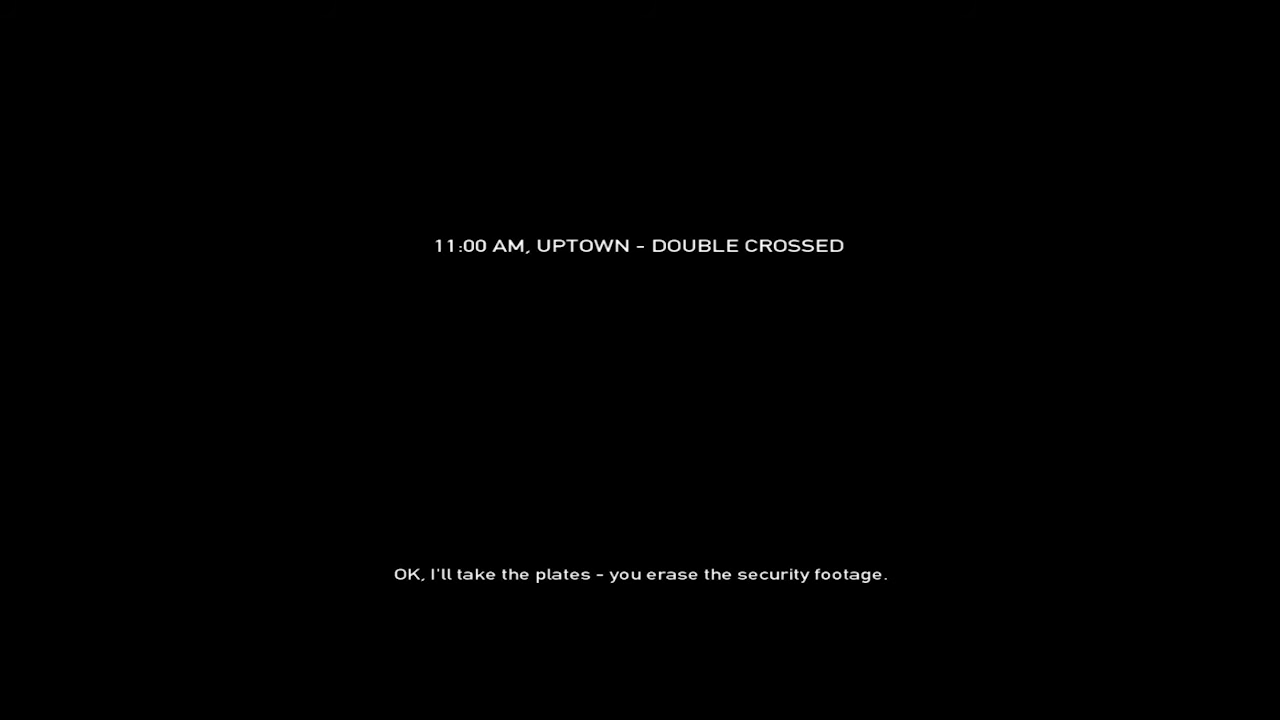 11:00 AM, UPTOWN - DOUBLE CROSSED
OK, I'll take the plates - you erase the security footage.